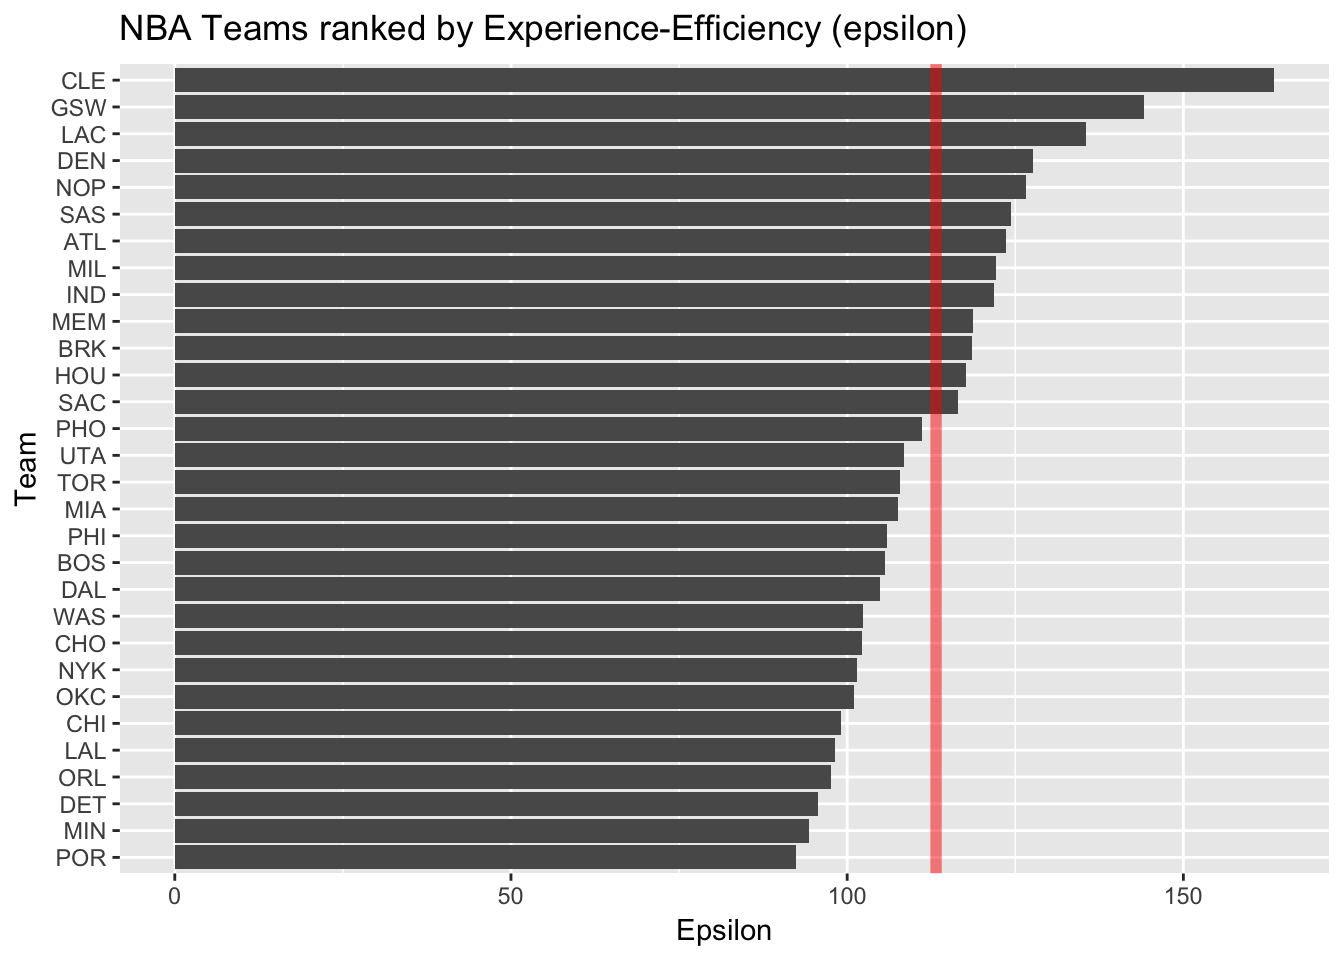 NBA Teams ranked by Experience-Efficiency (epsilon)
CLE
GSW
LAC
DEN
NOP
SAS
ATL
MIL
IND
MEM
BRK
HOU
SAC
PHO
UTA
TOR
MIA
PHI
BOS
DAL
WAS
CHO
NYK
OKC
CHI
LAL
ORL
DET
MIN
POR
Team
0 50 100 150
Epsilon